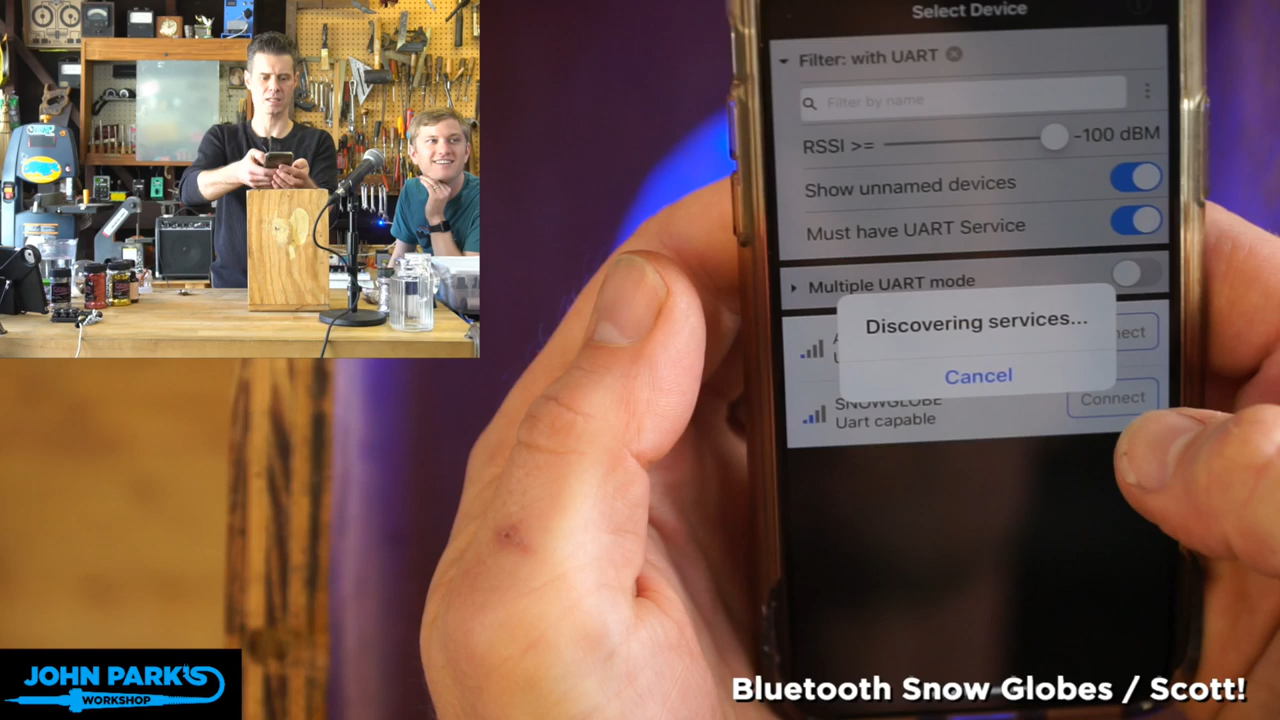 Select Device
Filter: with UART
Filter by name
RSSI >=
-100 dBM
Show unnamed devices
Must have UART Service
Multiple UART mode
Discovering services...
Cancel
SNOWGLOBE
Connect
Uart capable
JOHN PARK'S
WORKSHOP
Bluetooth Snow Globes / Scott!